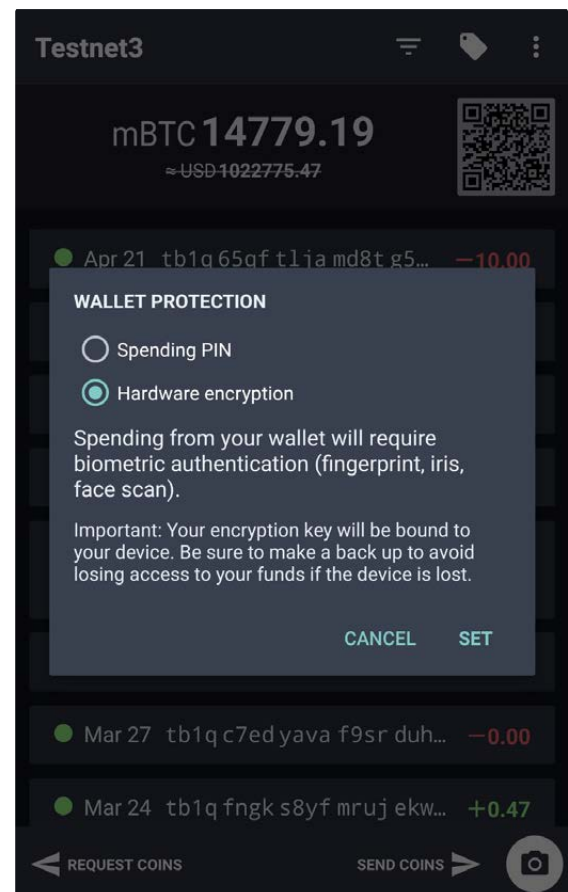 Testnet3
mBTC 14779.19
≈ USD 1022775.47
Apr 21 tb1q 65qf tlja md8t g5… −10.00
WALLET PROTECTION
Spending PIN
Hardware encryption
Spending from your wallet will require
biometric authentication (fingerprint, iris,
face scan).
Important: Your encryption key will be bound to
your device. Be sure to make a back up to avoid
losing access to your funds if the device is lost.
CANCEL SET
Mar 27 tb1q c7ed yava f9sr duh… −0.00
Mar 24 tb1q fngk s8yf mruj ekw… +0.47
REQUEST COINS SEND COINS